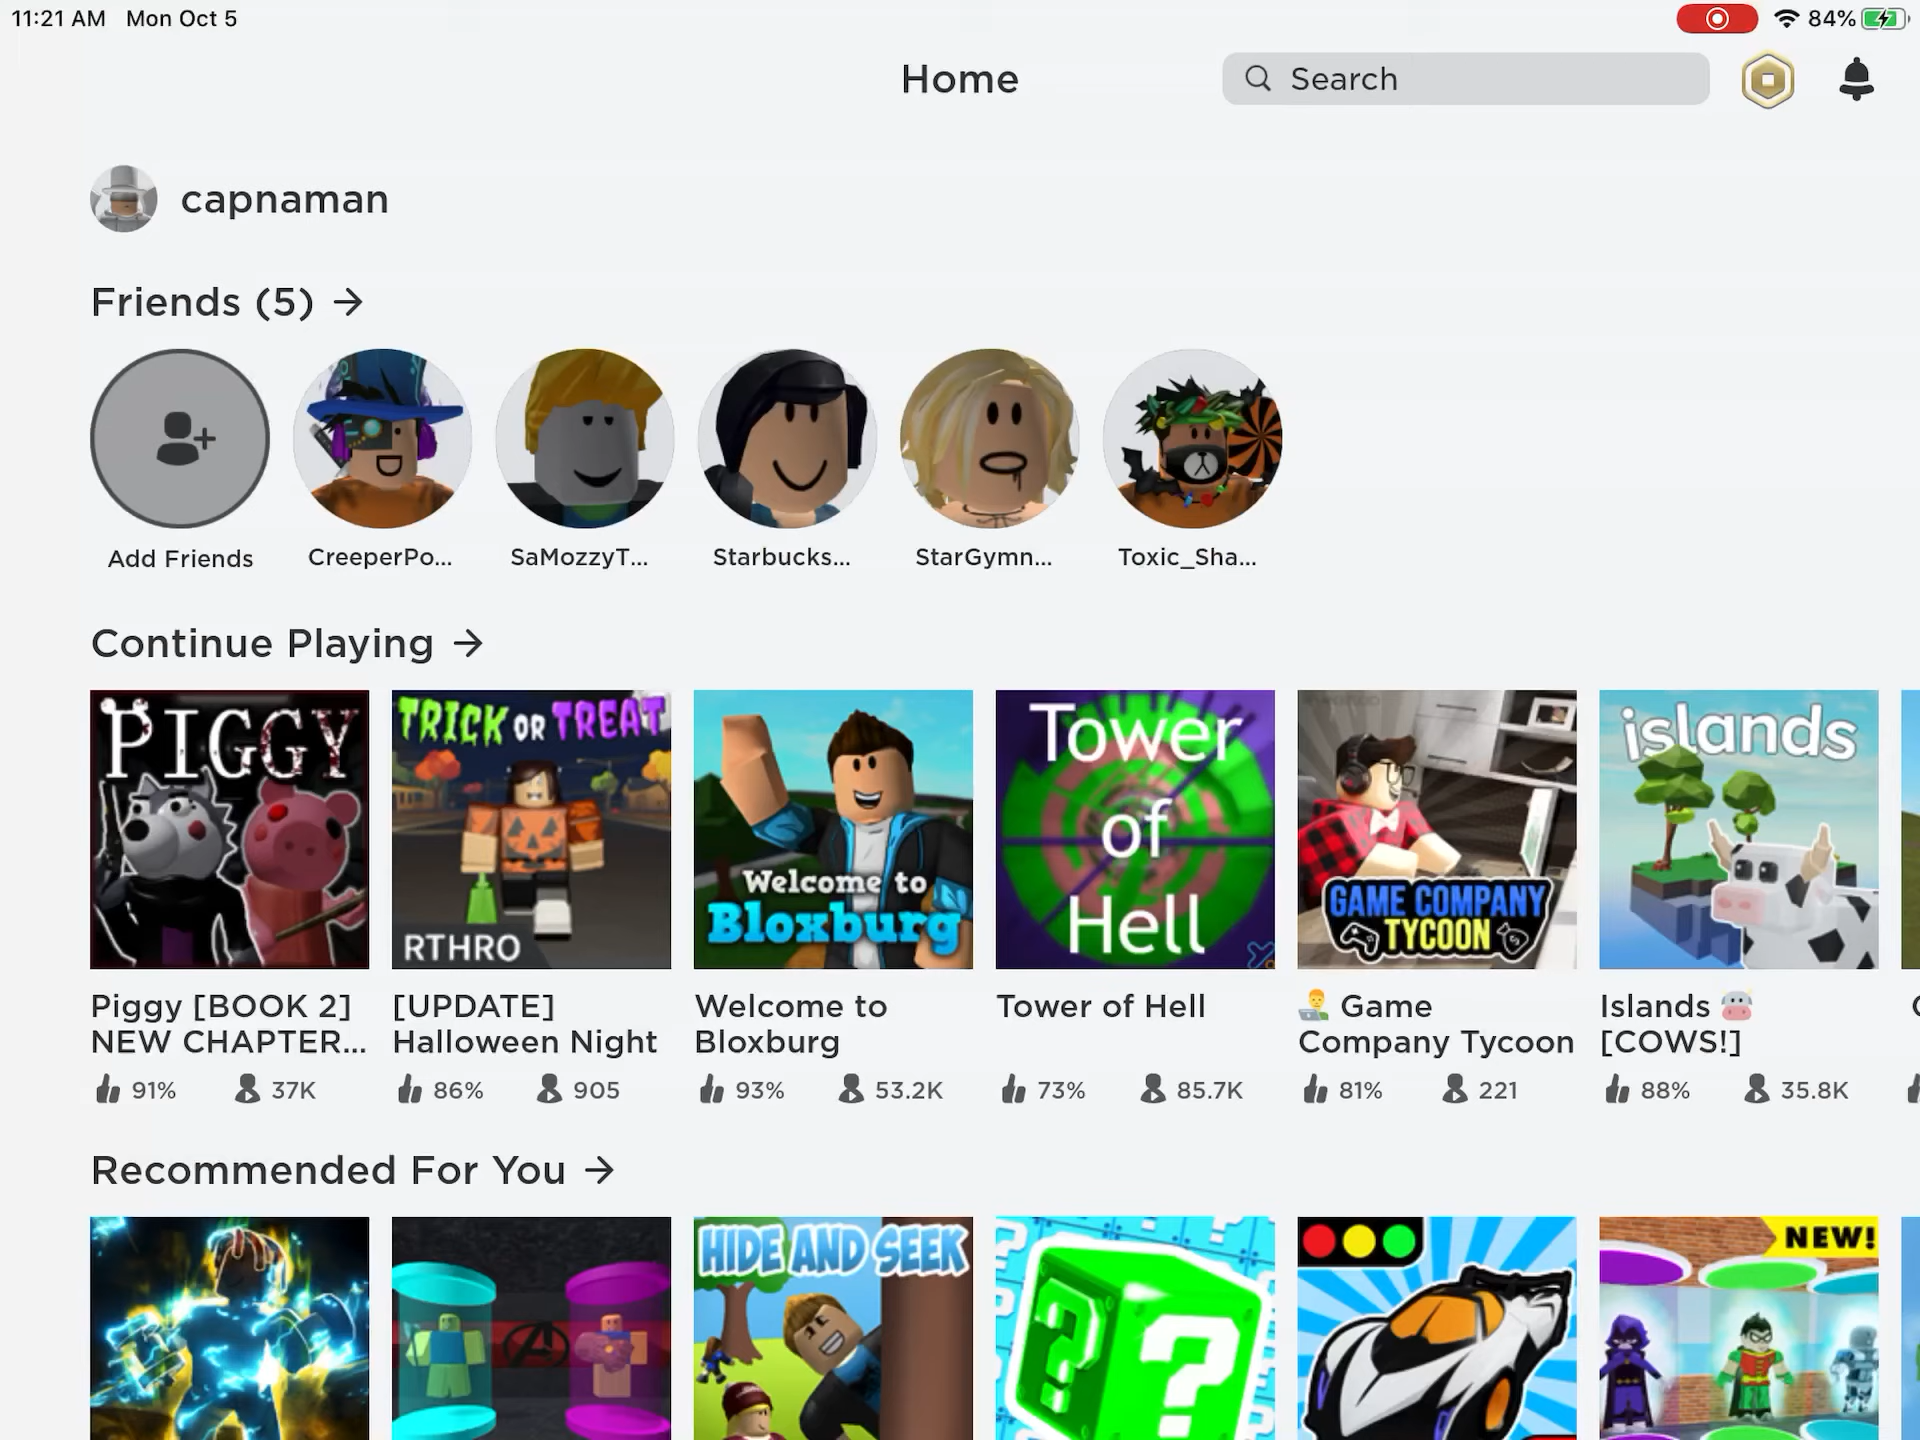 11:21 AM Mon Oct 5
84%
Home
Search
capnaman
Friends (5) →
Add Friends
CreeperPo...
SaMozzyT...
Starbucks...
StarGymn...
Toxic_Sha...
Continue Playing →
PIGGY
TRICK OR TREAT
RTHRO
Welcome to
Bloxburg
Tower
of
Hell
GAME COMPANY
TYCOON
islands
Piggy [BOOK 2]
NEW CHAPTER...
91% 37K
[UPDATE]
Halloween Night
86% 905
Welcome to
Bloxburg
93% 53.2K
Tower of Hell
73% 85.7K
Game
Company Tycoon
81% 221
Islands
[COWS!]
88% 35.8K
Recommended For You →
HIDE AND SEEK
? ?
NEW!